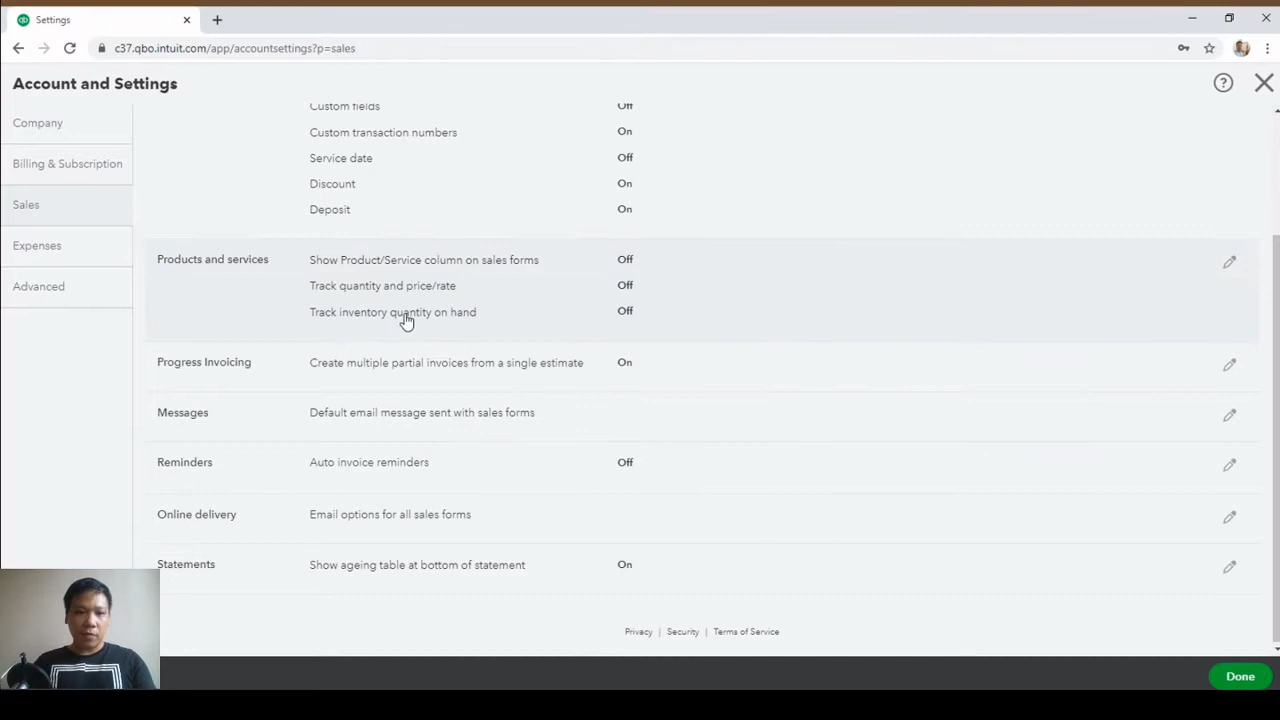 Settings
c37.qbo.intuit.com/app/accountsettings?p=sales
Account and Settings
Company
Billing & Subscription
Sales
Expenses
Advanced
Custom fields Off
Custom transaction numbers On
Service date Off
Discount On
Deposit On
Products and services Show Product/Service column on sales forms Off
Track quantity and price/rate Off
Track inventory quantity on hand Off
Progress Invoicing Create multiple partial invoices from a single estimate On
Messages Default email message sent with sales forms
Reminders Auto invoice reminders Off
Online delivery Email options for all sales forms
Statements Show ageing table at bottom of statement On
Privacy | Security | Terms of Service
Done